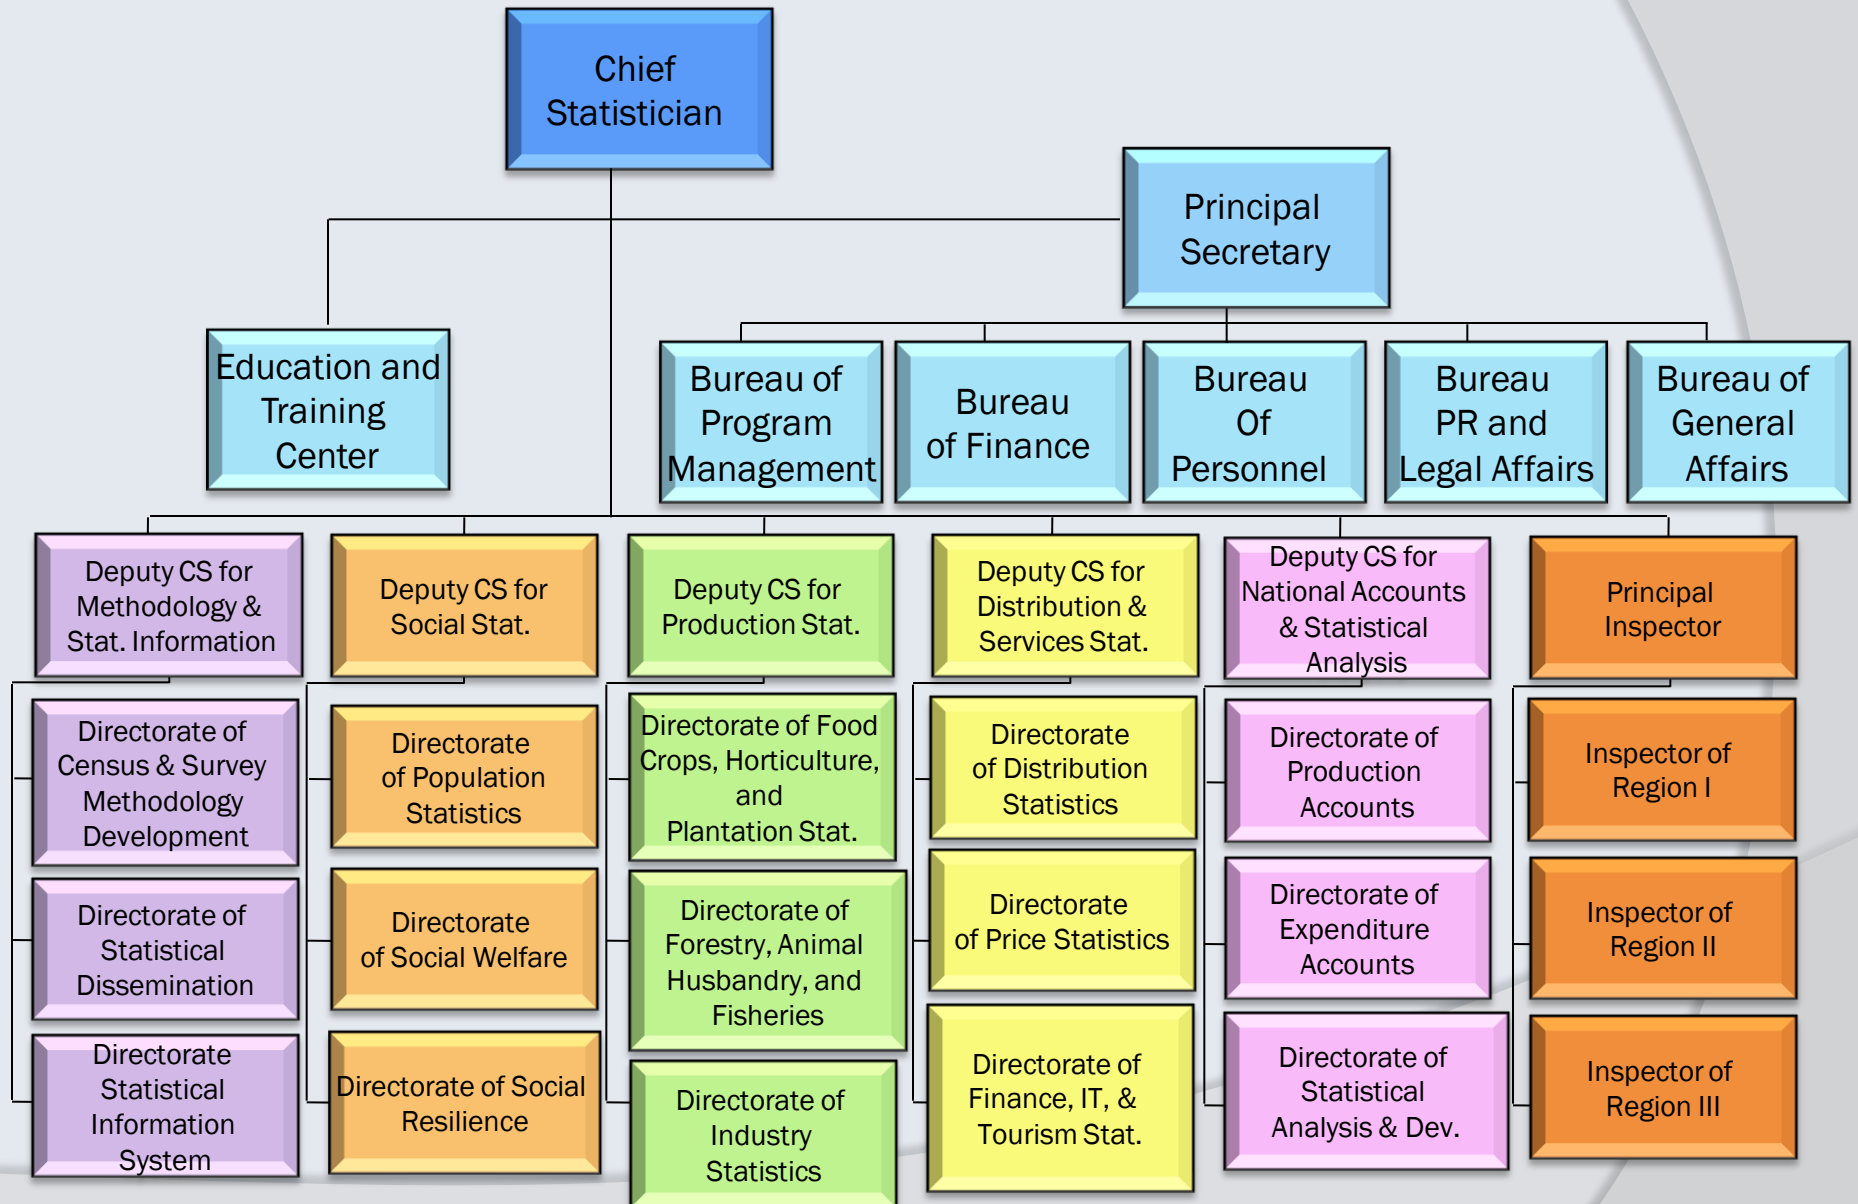 Chief
Statistician
Principal
Secretary
Education and
Training
Center
Bureau of
Program
Management
Bureau
of Finance
Bureau
Of
Personnel
Bureau
PR and
Legal Affairs
Bureau of
General
Affairs
Deputy CS for
Methodology &
Stat. Information
Deputy CS for
Social Stat.
Deputy CS for
Production Stat.
Deputy CS for
Distribution &
Services Stat.
Deputy CS for
National Accounts
& Statistical
Analysis
Principal
Inspector
Directorate of
Census & Survey
Methodology
Development
Directorate
of Population
Statistics
Directorate of Food
Crops, Horticulture,
and
Plantation Stat.
Directorate
of Distribution
Statistics
Directorate of
Production
Accounts
Inspector of
Region I
Directorate of
Statistical
Dissemination
Directorate
of Social Welfare
Directorate of
Forestry, Animal
Husbandry, and
Fisheries
Directorate
of Price Statistics
Directorate of
Expenditure
Accounts
Inspector of
Region II
Directorate
Statistical
Information
System
Directorate of Social
Resilience
Directorate of
Industry
Statistics
Directorate of
Finance, IT, &
Tourism Stat.
Directorate of
Statistical
Analysis & Dev.
Inspector of
Region III